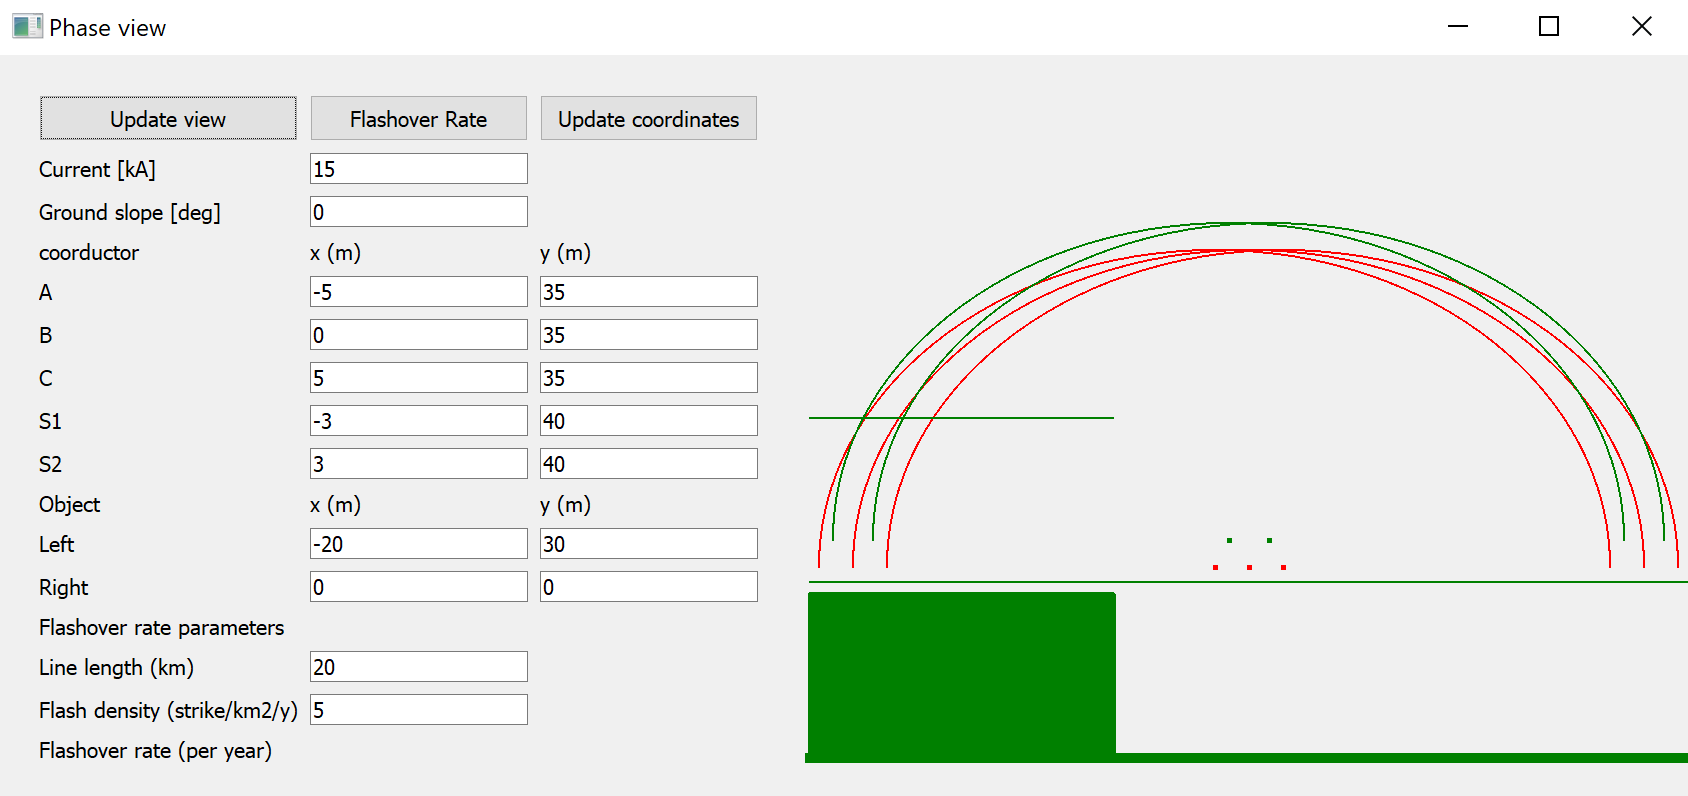 Phase view
Update view Flashover Rate Update coordinates
Current [kA] 15
Ground slope [deg] 0
coorductor x (m) y (m)
A -5 35
B 0 35
C 5 35
S1 -3 40
S2 3 40
Object x (m) y (m)
Left -20 30
Right 0 0
Flashover rate parameters
Line length (km) 20
Flash density (strike/km2/y) 5
Flashover rate (per year)